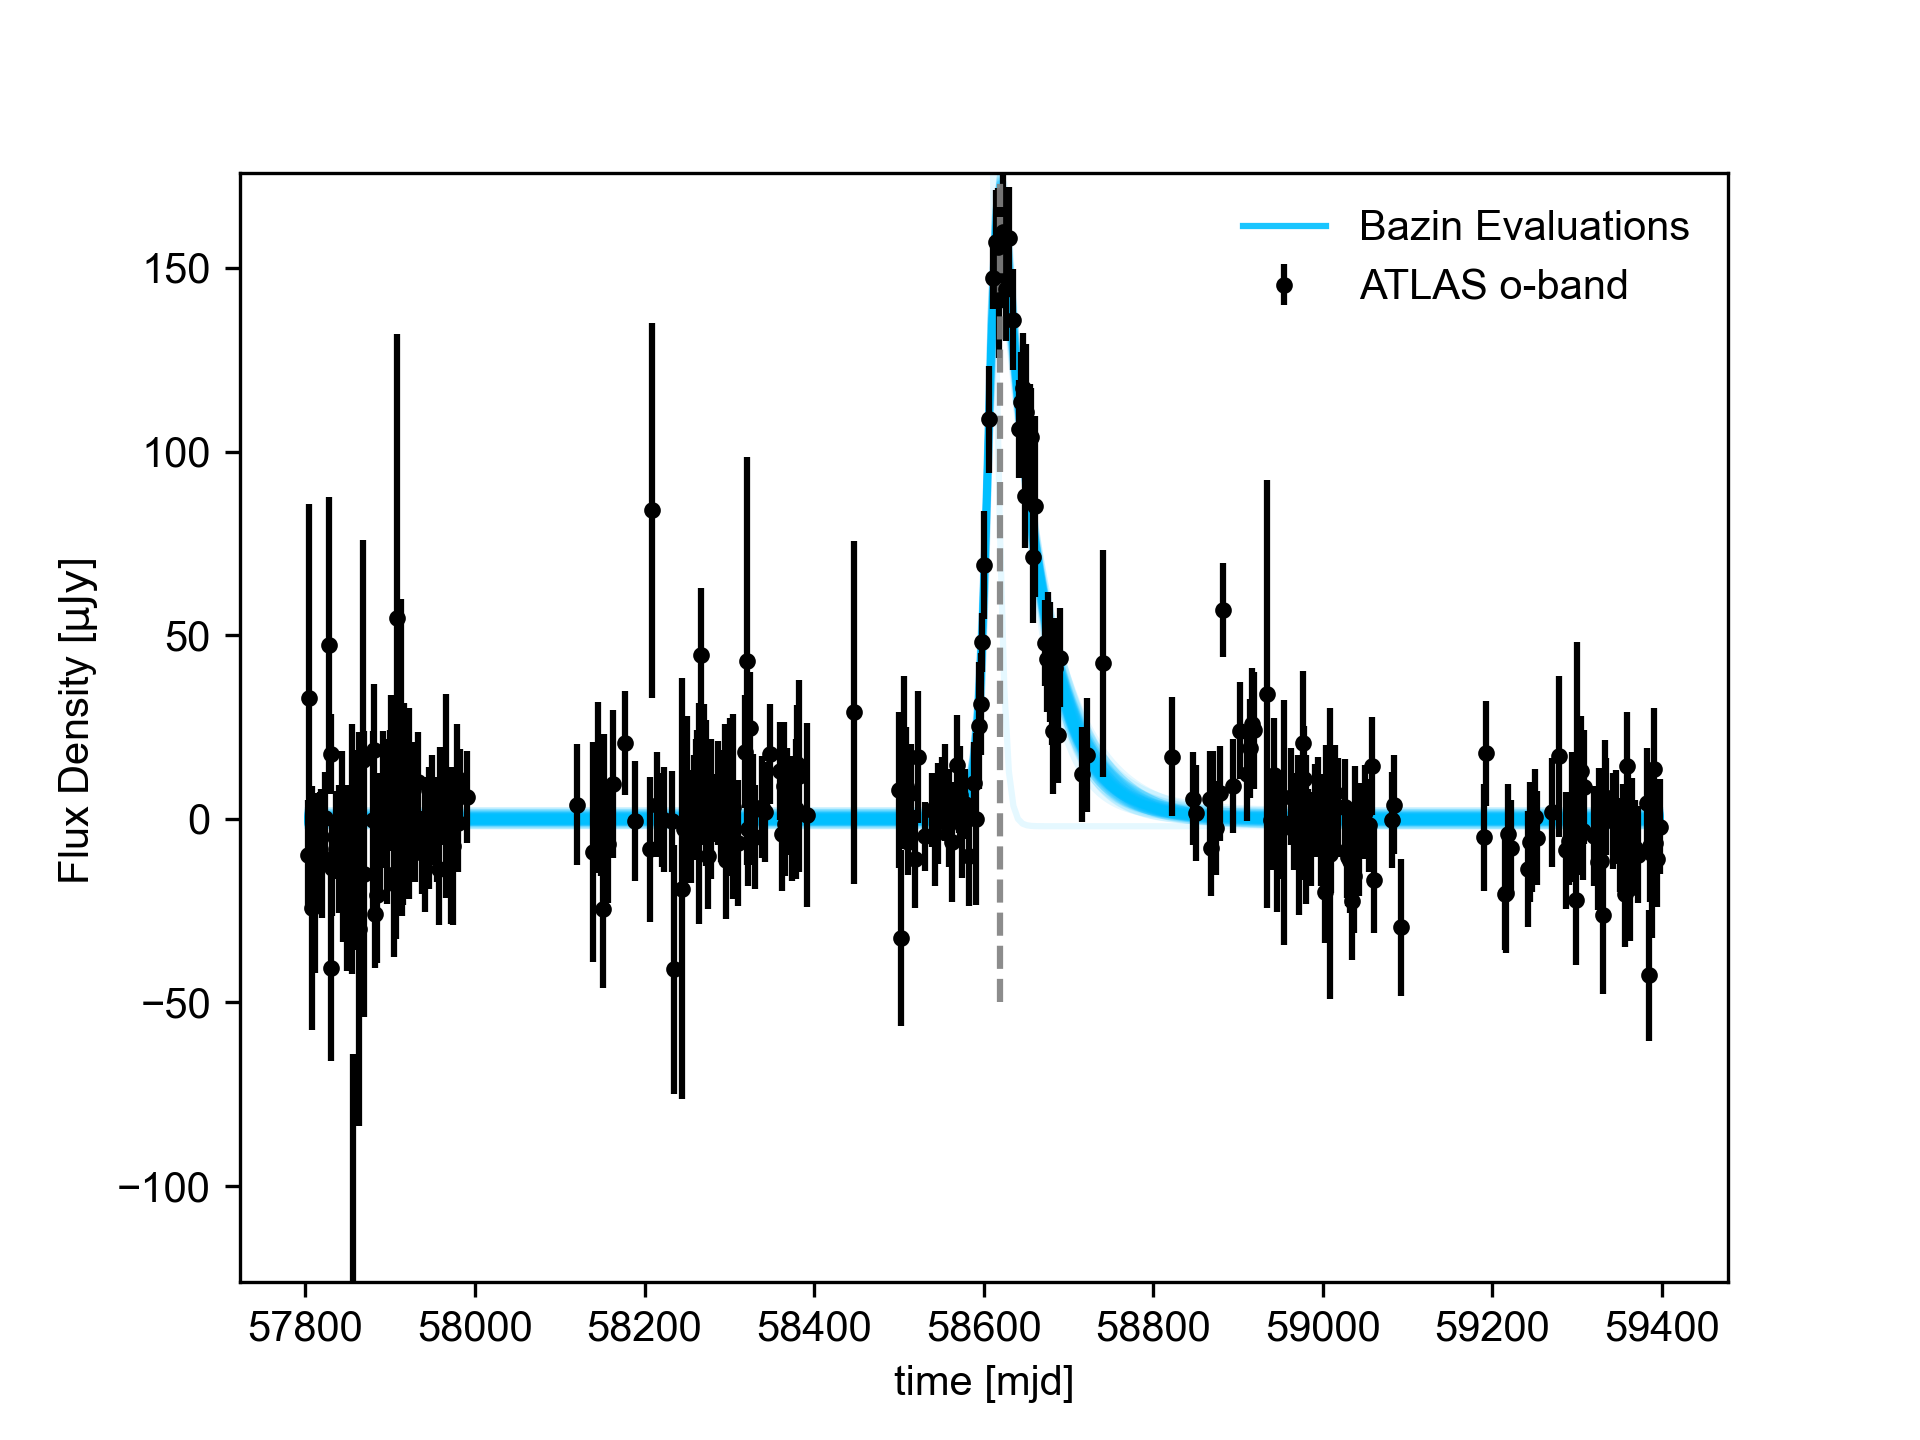 Bazin Evaluations
ATLAS o-band
150
100
50
0
−50
−100
Flux Density [µJy]
57800 58000 58200 58400 58600 58800 59000 59200 59400
time [mjd]